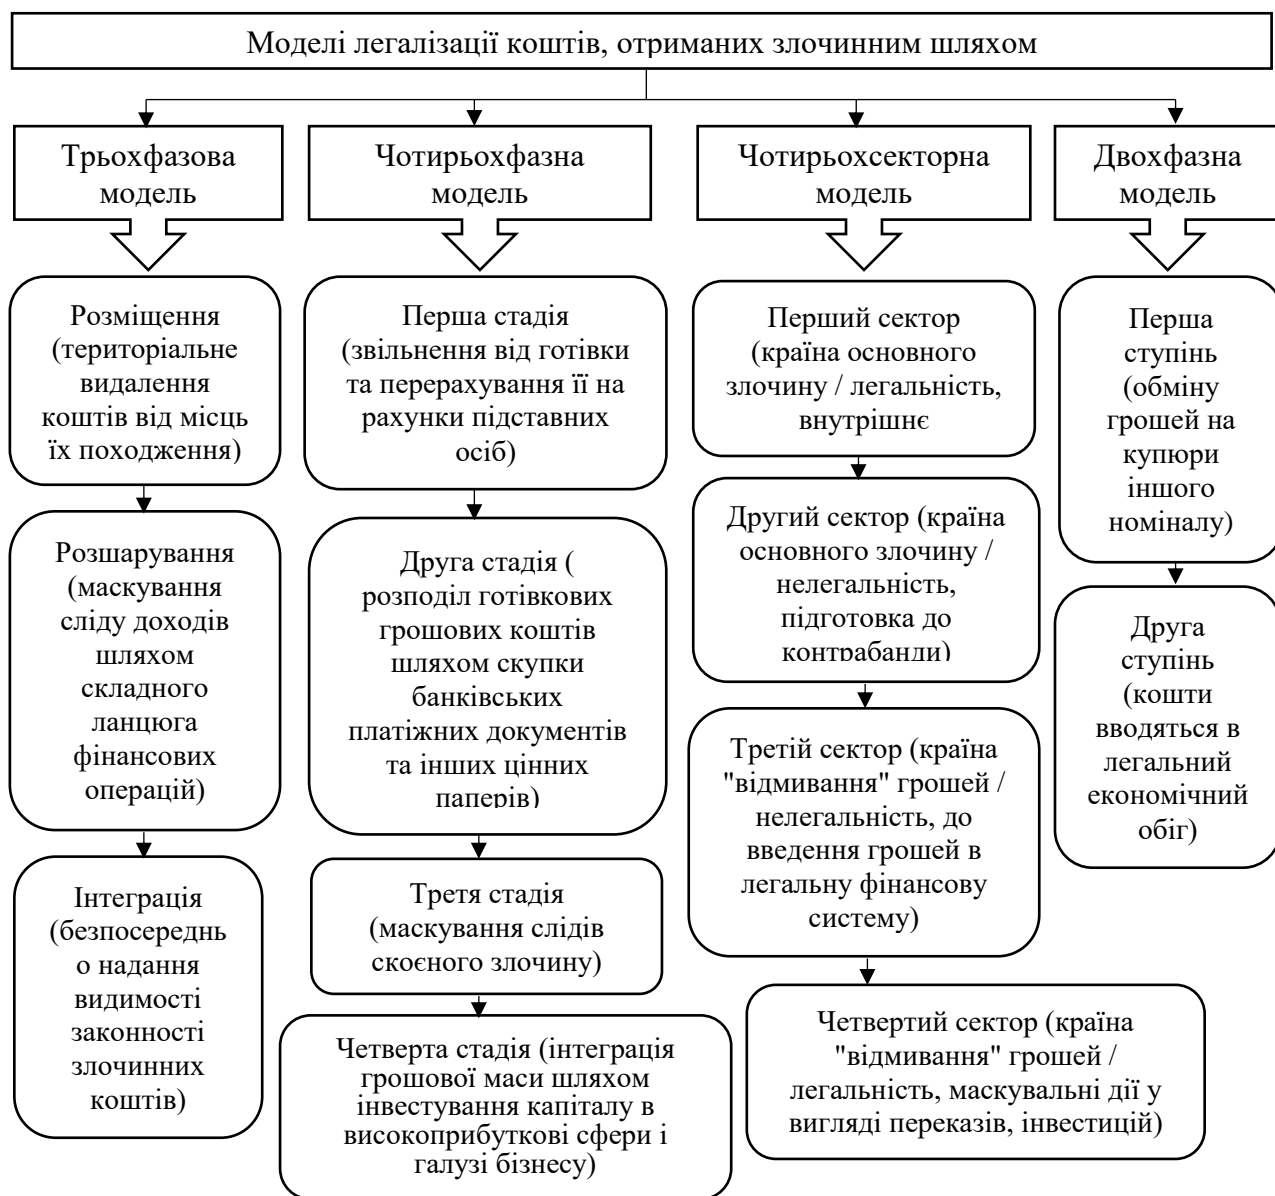 Моделі легалізації коштів, отриманих злочинним шляхом
Трьохфазова
модель
Чотирьохфазна
модель
Чотирьохсекторна
модель
Двохфазна
модель
Розміщення
(територіальне
видалення
коштів від місць
їх походження)
Розшарування
(маскування
сліду доходів
шляхом
складного
ланцюга
фінансових
операцій)
Інтеграція
(безпосереднь
о надання
видимості
законності
злочинних
коштів)
Перша стадія
(звільнення від готівки
та перерахування її на
рахунки підставних
осіб)
Друга стадія (
розподіл готівкових
грошових коштів
шляхом скупки
банківських
платіжних документів
та інших цінних
паперів)
Третя стадія
(маскування слідів
скоєного злочину)
Четверта стадія (інтеграція
грошової маси шляхом
інвестування капіталу в
високоприбуткові сфери і
галузі бізнесу)
Перший сектор
(країна основного
злочину / легальність,
внутрішнє
Другий сектор (країна
основного злочину /
нелегальність,
підготовка до
контрабанди)
Третій сектор (країна
"відмивання" грошей /
нелегальність, до
введення грошей в
легальну фінансову
систему)
Четвертий сектор (країна
"відмивання" грошей /
легальність, маскувальні дії у
вигляді переказів, інвестицій)
Перша
ступінь
(обміну
грошей на
купюри
іншого
номіналу)
Друга
ступінь
(кошти
вводяться в
легальний
економічний
обіг)